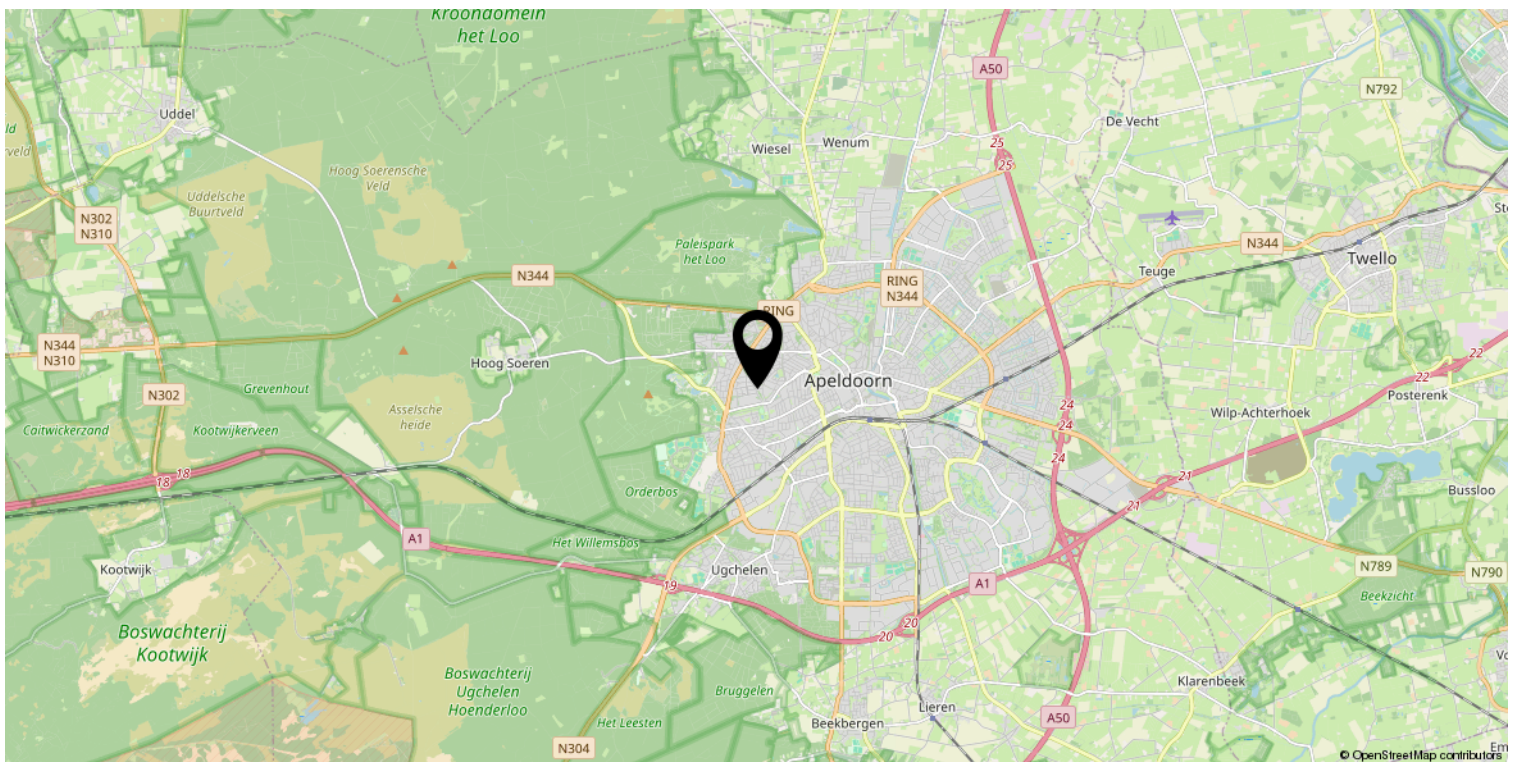 Kroondomein
het Loo
A50
N792
Uddel
De Vecht
Wenum
Wiesel
25
25
Hoog Soerensche
Veld
Uddelsche
Buurtveld
N302
N310
Paleispark
het Loo
N344
Twello
Teuge
N344
RING
N344
RING
N344
N310
Hoog Soeren
22
22
Apeldoorn
Grevenhout
N302
Posterenk
Asselsche
heide
24
24
24
Wilp-Achterhoek
Caitwickerzand
Kootwijkerveen
18
18
21
21
Orderbos
Bussloo
A1
Het Willemsbos
Kootwijk
Ugchelen
19
A1
N789
N790
Beekzicht
20
20
Boswachterij
Kootwijk
Boswachterij
Ugchelen
Hoenderloo
Bruggelen
Klarenbeek
Lieren
Het Leesten
Beekbergen
A50
N304
© OpenStreetMap contributors